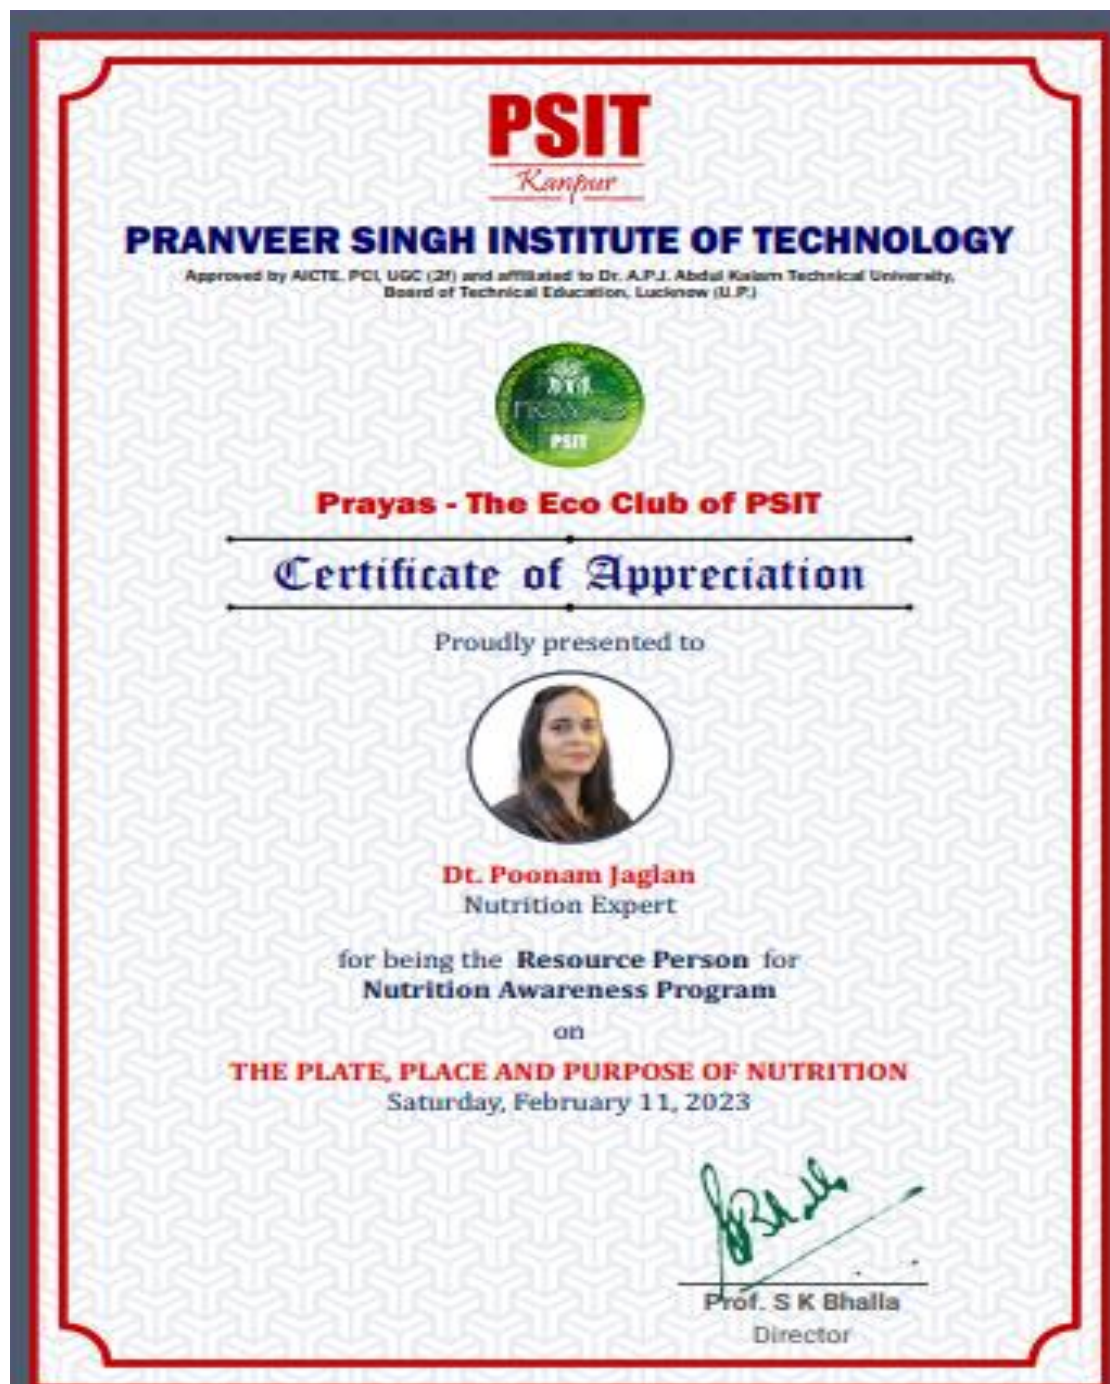 PSIT
Kanpur
PRANVEER SINGH INSTITUTE OF TECHNOLOGY
Approved by AICTE, PCI, UGC (2f) and affiliated to Dr. A.P.J. Abdul Kalam Technical University,
Board of Technical Education, Lucknow (U.P.)
PRAYAS
PSIT
Prayas - The Eco Club of PSIT
Certificate of Appreciation
Proudly presented to
Dt. Poonam Jaglan
Nutrition Expert
for being the Resource Person for
Nutrition Awareness Program
on
THE PLATE, PLACE AND PURPOSE OF NUTRITION
Saturday, February 11, 2023
Prof. S K Bhalla
Director